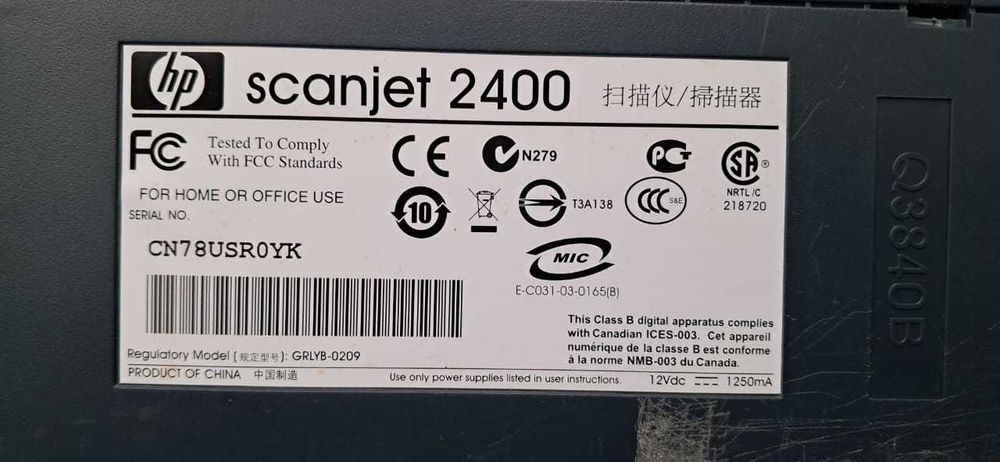 hp scanjet 2400 扫描仪/掃描器
FC Tested To Comply
With FCC Standards
CE N279 PCT SA®
NRTL/C
218720
FOR HOME OR OFFICE USE
10 T3A138 CCC S&E
SERIAL NO.
CN78USR0YK
MIC
E-C031-03-0165(B)
This Class B digital apparatus complies
with Canadian ICES-003. Cet appareil
numérique de la classe B est conforme
à la norme NMB-003 du Canada.
Regulatory Model (规定型号): GRLYB-0209
PRODUCT OF CHINA 中国制造 Use only power supplies listed in user instructions. 12Vdc 1250mA
Q3840B